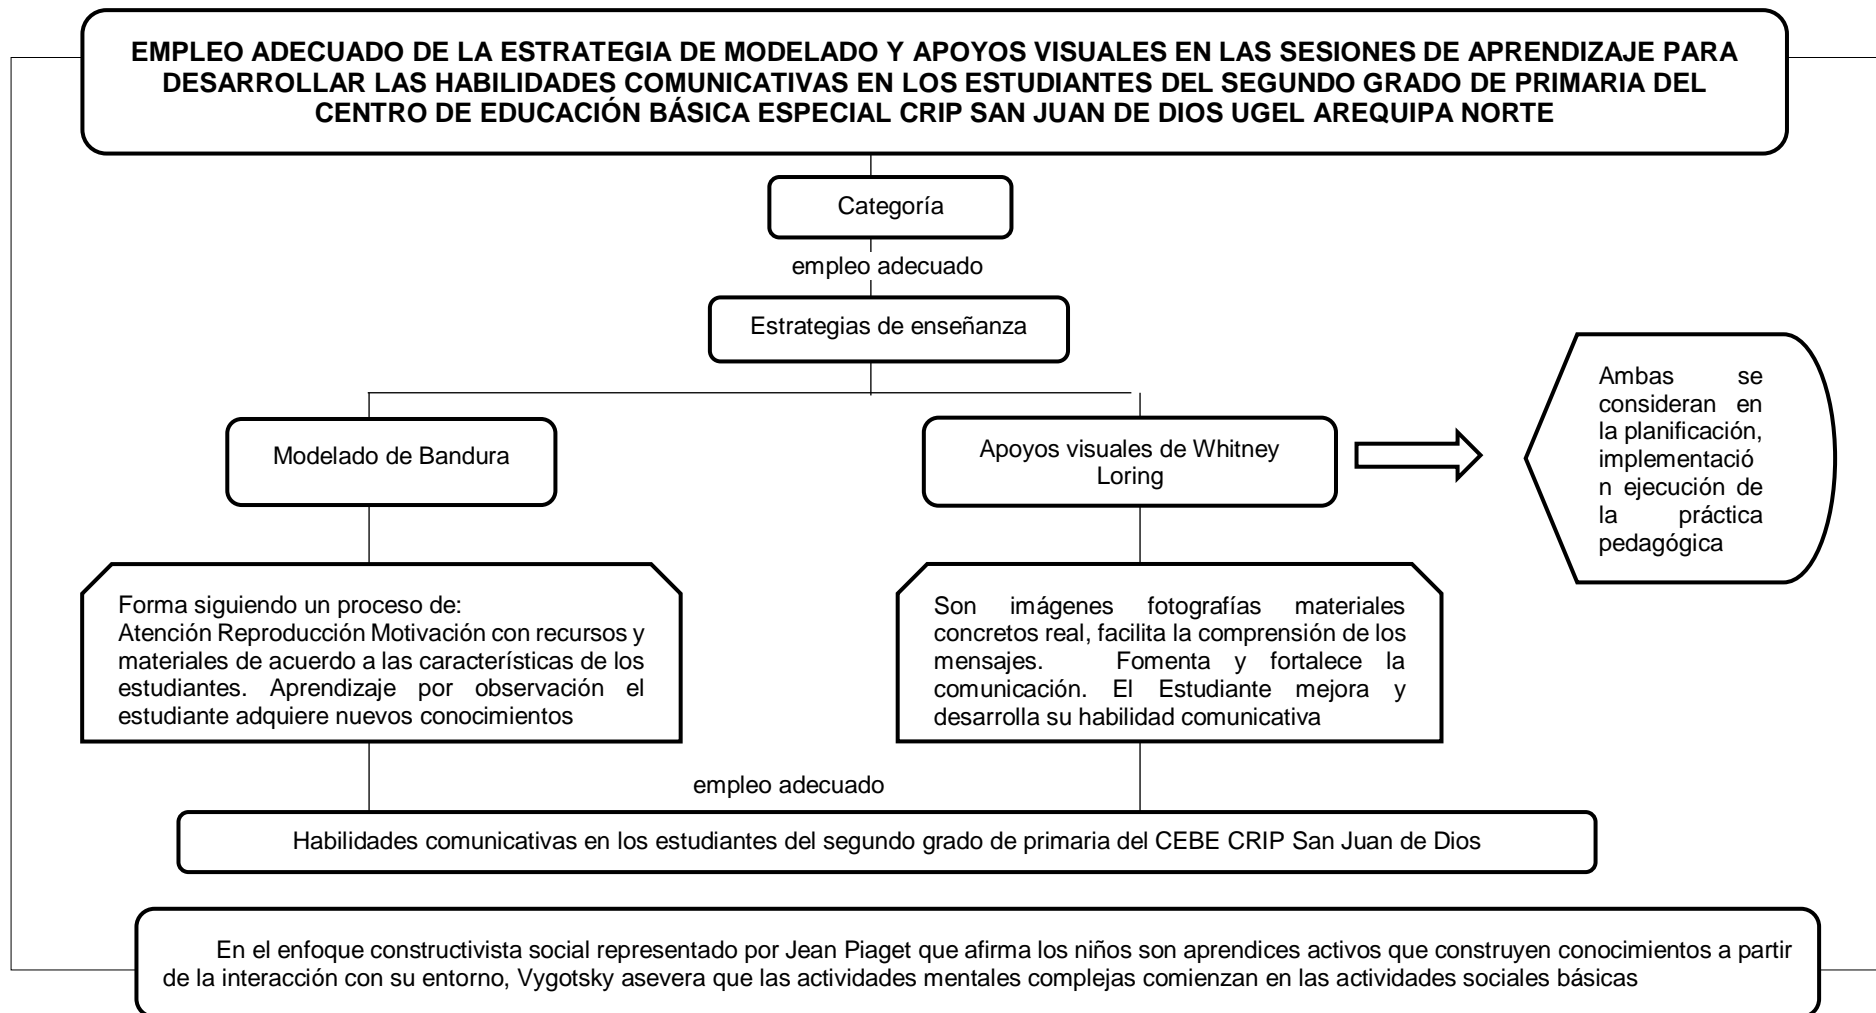 EMPLEO ADECUADO DE LA ESTRATEGIA DE MODELADO Y APOYOS VISUALES EN LAS SESIONES DE APRENDIZAJE PARA
DESARROLLAR LAS HABILIDADES COMUNICATIVAS EN LOS ESTUDIANTES DEL SEGUNDO GRADO DE PRIMARIA DEL
CENTRO DE EDUCACIÓN BÁSICA ESPECIAL CRIP SAN JUAN DE DIOS UGEL AREQUIPA NORTE
Categoría
empleo adecuado
Estrategias de enseñanza
Modelado de Bandura
Apoyos visuales de Whitney
Loring
Ambas se
consideran en
la planificación,
implementació
n ejecución de
la práctica
pedagógica
Forma siguiendo un proceso de:
Atención Reproducción Motivación con recursos y
materiales de acuerdo a las características de los
estudiantes. Aprendizaje por observación el
estudiante adquiere nuevos conocimientos
Son imágenes fotografías materiales
concretos real, facilita la comprensión de los
mensajes. Fomenta y fortalece la
comunicación. El Estudiante mejora y
desarrolla su habilidad comunicativa
empleo adecuado
Habilidades comunicativas en los estudiantes del segundo grado de primaria del CEBE CRIP San Juan de Dios
En el enfoque constructivista social representado por Jean Piaget que afirma los niños son aprendices activos que construyen conocimientos a partir
de la interacción con su entorno, Vygotsky asevera que las actividades mentales complejas comienzan en las actividades sociales básicas